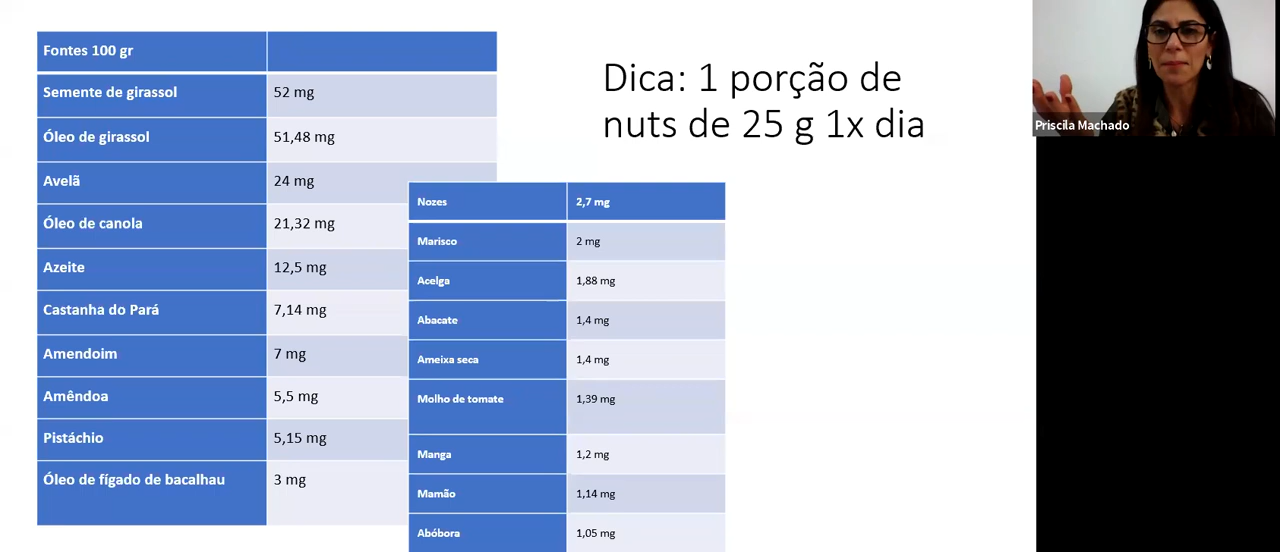 Fontes 100 gr
Semente de girassol 52 mg
Óleo de girassol 51,48 mg
Avelã 24 mg
Óleo de canola 21,32 mg
Azeite 12,5 mg
Castanha do Pará 7,14 mg
Amendoim 7 mg
Amêndoa 5,5 mg
Pistáchio 5,15 mg
Óleo de fígado de bacalhau 3 mg
Nozes 2,7 mg
Marisco 2 mg
Acelga 1,88 mg
Abacate 1,4 mg
Ameixa seca 1,4 mg
Molho de tomate 1,39 mg
Manga 1,2 mg
Mamão 1,14 mg
Abóbora 1,05 mg
Dica: 1 porção de
nuts de 25 g 1x dia
Priscila Machado